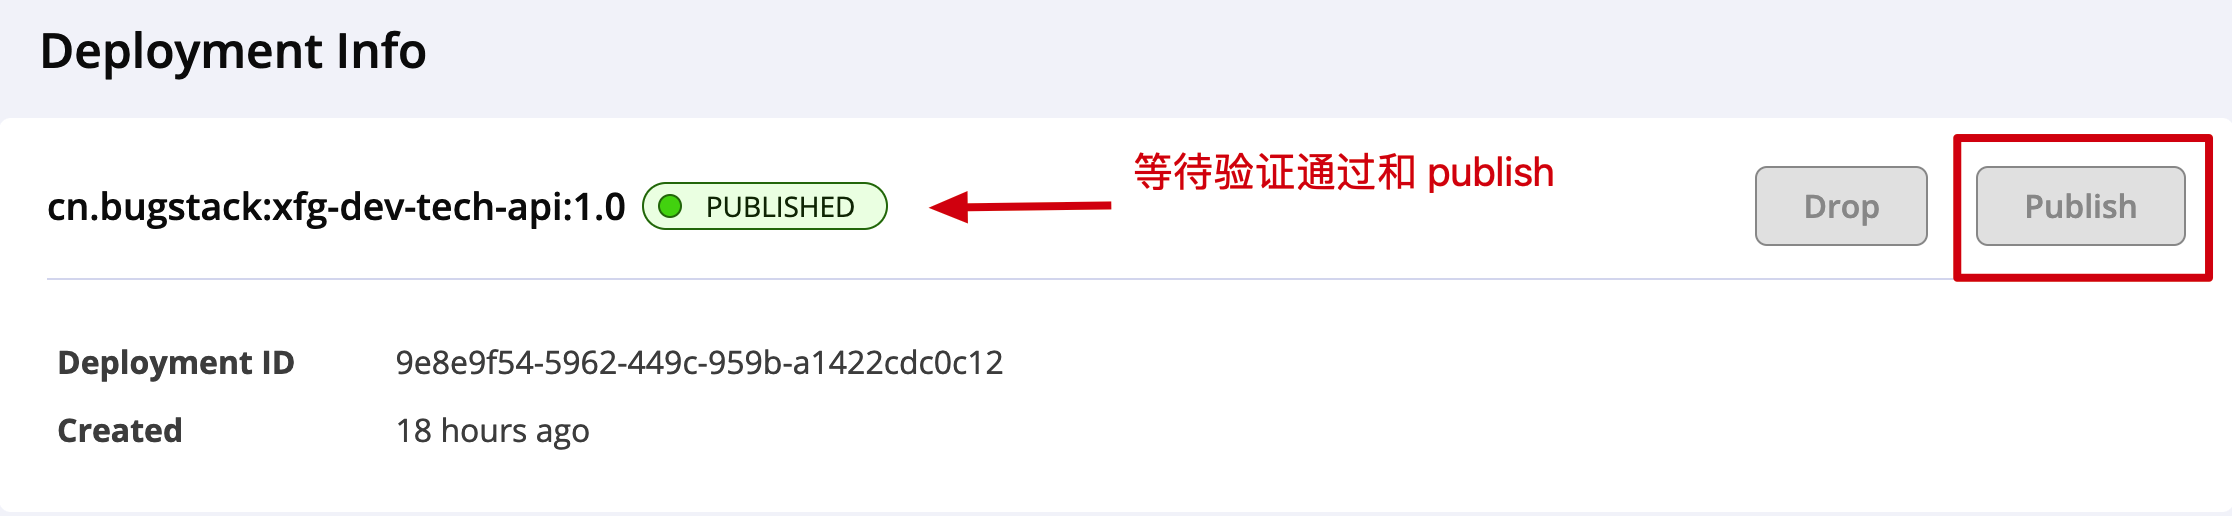 Deployment Info
等待验证通过和 publish
cn.bugstack:xfg-dev-tech-api:1.0 PUBLISHED Drop Publish
Deployment ID 9e8e9f54-5962-449c-959b-a1422cdc0c12
Created 18 hours ago